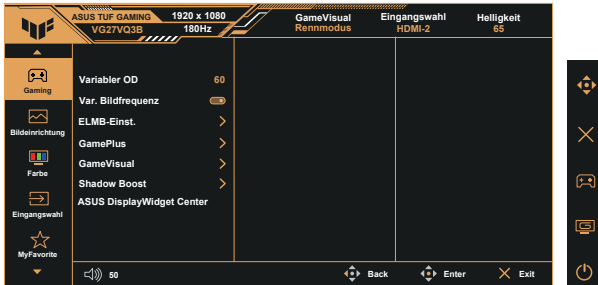 ASUS TUF GAMING 1920 x 1080
VG27VQ3B 180Hz
GameVisual
Rennmodus
Eingangswahl
HDMI-2
Helligkeit
65
Gaming
Bildeinrichtung
Farbe
Eingangswahl
MyFavorite
Variabler OD 60
Var. Bildfrequenz
ELMB-Einst.
GamePlus
GameVisual
Shadow Boost
ASUS DisplayWidget Center
50
Back
Enter
Exit